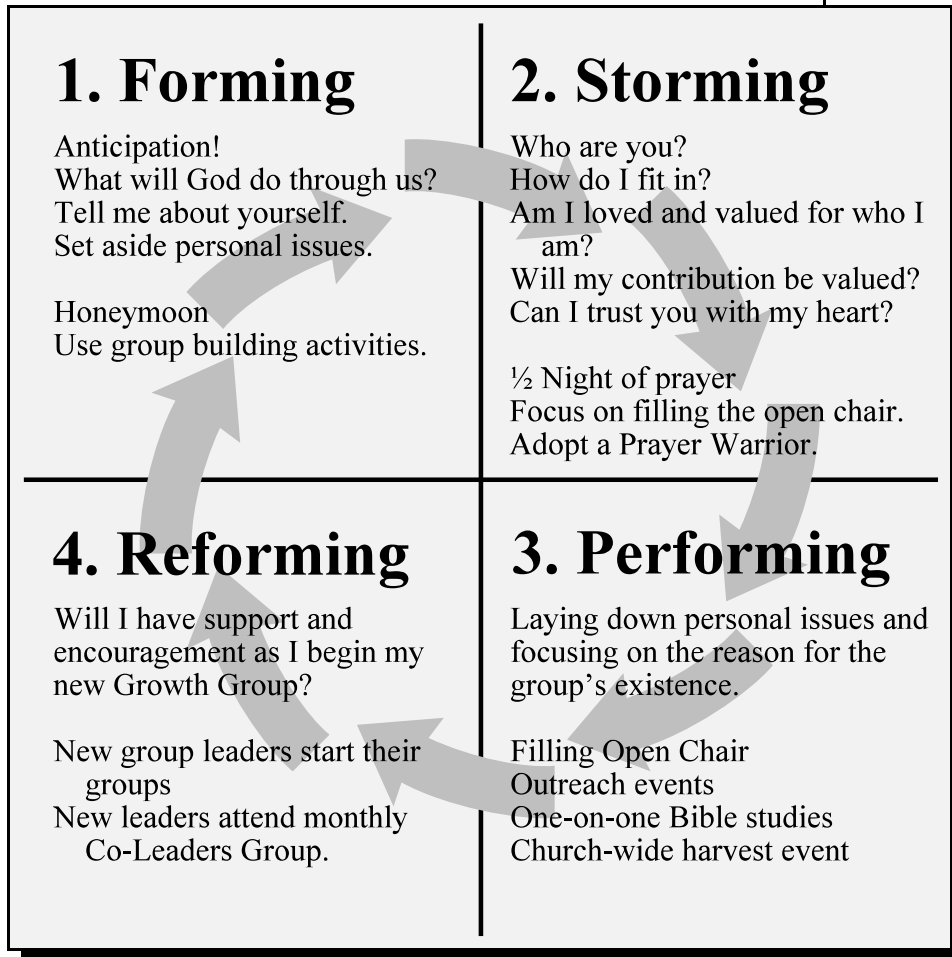 1. Forming
Anticipation!
What will God do through us?
Tell me about yourself.
Set aside personal issues.
Honeymoon
Use group building activities.
2. Storming
Who are you?
How do I fit in?
Am I loved and valued for who I
am?
Will my contribution be valued?
Can I trust you with my heart?
½ Night of prayer
Focus on filling the open chair.
Adopt a Prayer Warrior.
3. Performing
Laying down personal issues and
focusing on the reason for the
group’s existence.
Filling Open Chair
Outreach events
One-on-one Bible studies
Church-wide harvest event
4. Reforming
Will I have support and
encouragement as I begin my
new Growth Group?
New group leaders start their
groups
New leaders attend monthly
Co-Leaders Group.